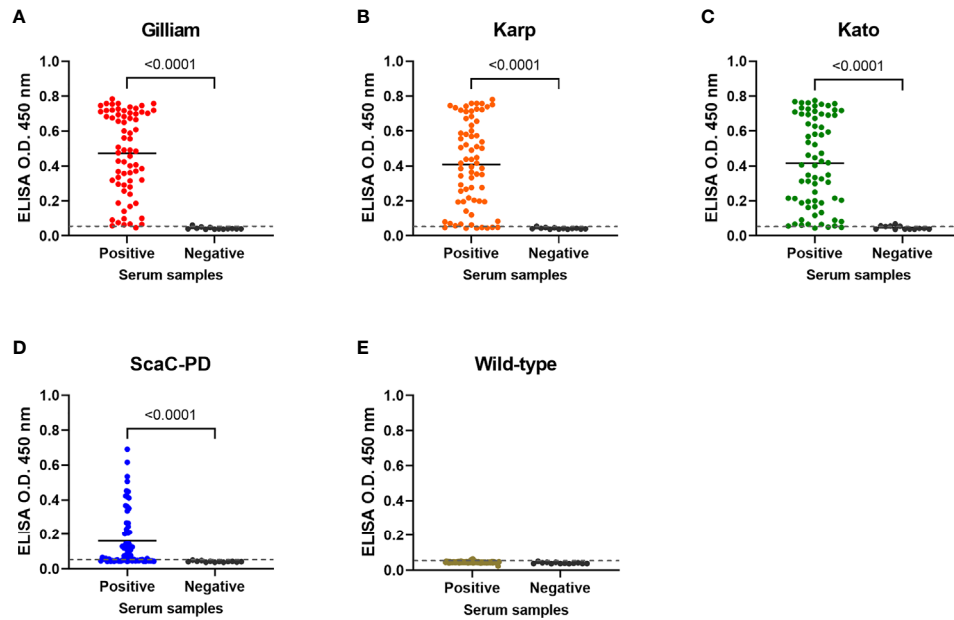 A
Gilliam
<0.0001
ELISA O.D. 450 nm
1.0
0.8
0.6
0.4
0.2
0.0
Positive Negative
Serum samples
B
Karp
<0.0001
ELISA O.D. 450 nm
1.0
0.8
0.6
0.4
0.2
0.0
Positive Negative
Serum samples
C
Kato
<0.0001
ELISA O.D. 450 nm
1.0
0.8
0.6
0.4
0.2
0.0
Positive Negative
Serum samples
D
ScaC-PD
<0.0001
ELISA O.D. 450 nm
1.0
0.8
0.6
0.4
0.2
0.0
Positive Negative
Serum samples
E
Wild-type
ELISA O.D. 450 nm
1.0
0.8
0.6
0.4
0.2
0.0
Positive Negative
Serum samples